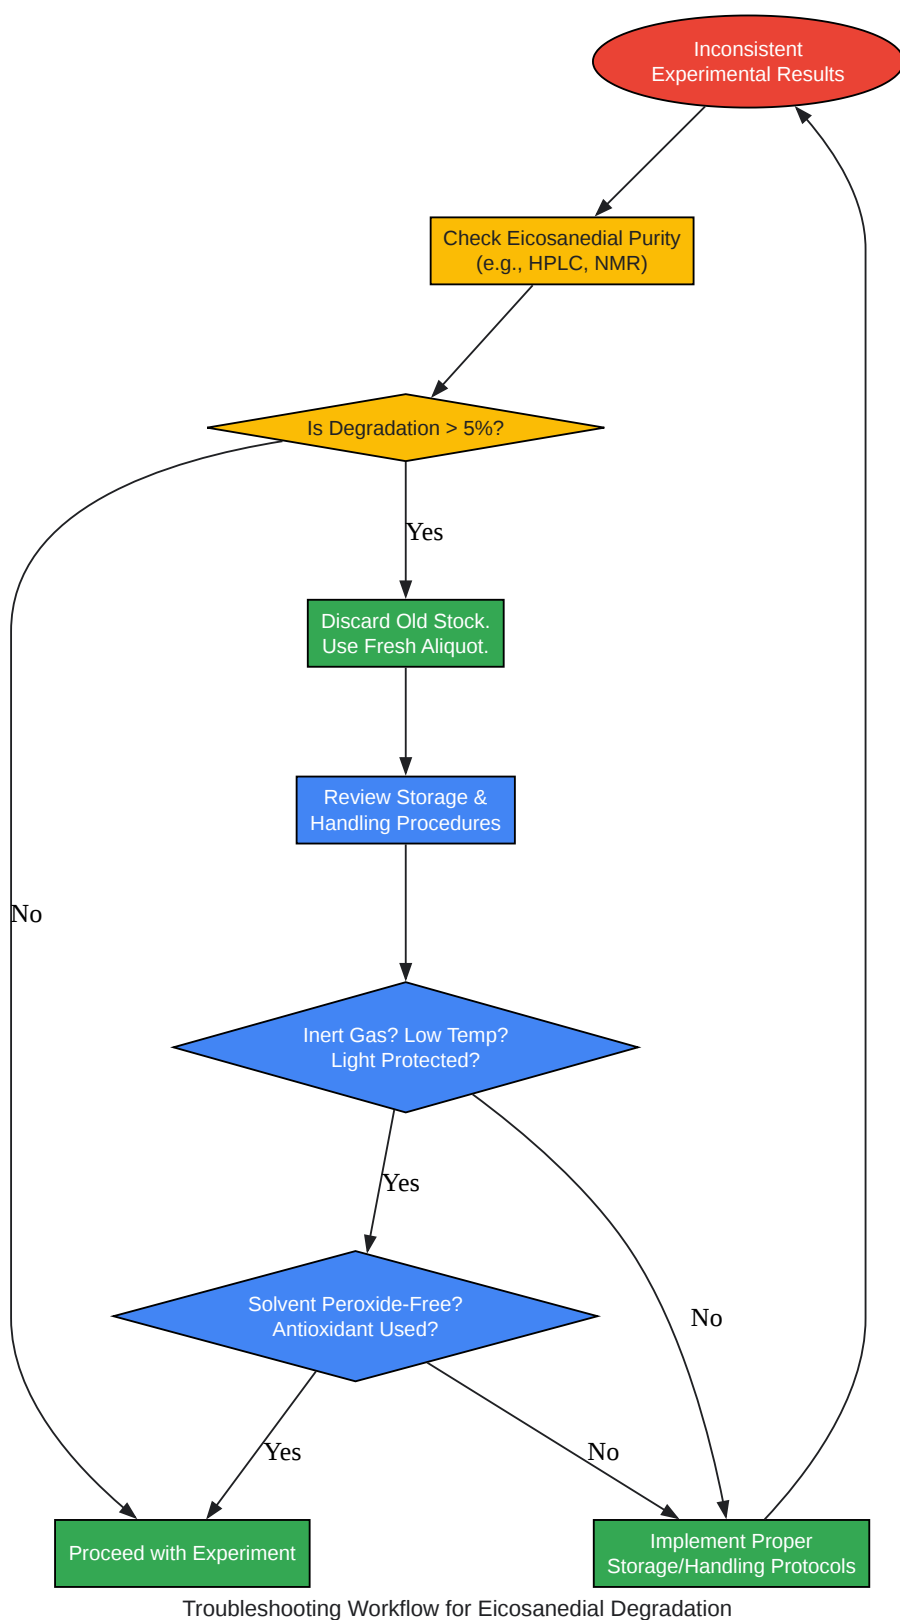 Inconsistent
Experimental Results
Check Eicosanedial Purity
(e.g., HPLC, NMR)
Is Degradation > 5%?
Yes
Discard Old Stock.
Use Fresh Aliquot.
Review Storage &
Handling Procedures
No
Inert Gas? Low Temp?
Light Protected?
Yes
Solvent Peroxide-Free?
Antioxidant Used?
No
Yes
No
Proceed with Experiment
Implement Proper
Storage/Handling Protocols
Troubleshooting Workflow for Eicosanedial Degradation